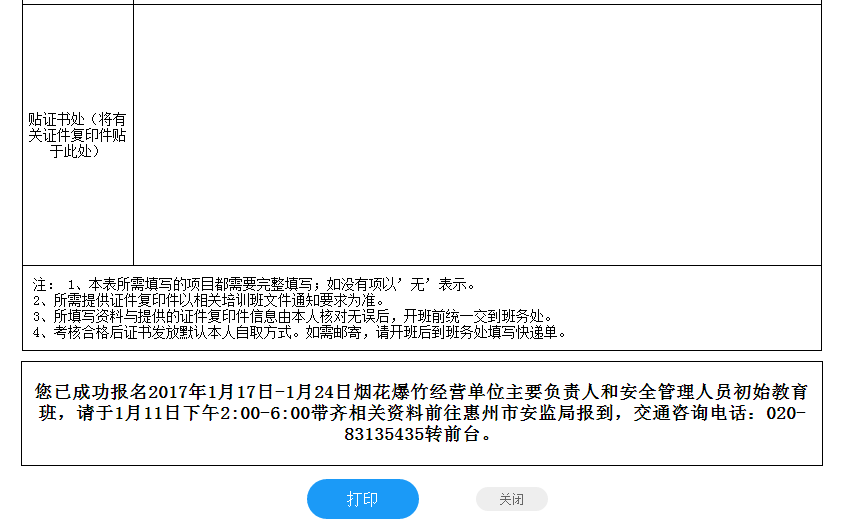 贴证书处（将有
关证件复印件贴
于此处）
注： 1、本表所需填写的项目都需要完整填写；如没有项以’无’表示。
2、所需提供证件复印件以相关培训班文件通知要求为准。
3、所填写资料与提供的证件复印件信息由本人核对无误后，开班前统一交到班务处。
4、考核合格后证书发放默认本人自取方式。如需邮寄，请开班后到班务处填写快递单。
您已成功报名2017年1月17日-1月24日烟花爆竹经营单位主要负责人和安全管理人员初始教育
班，请于1月11日下午2:00-6:00带齐相关资料前往惠州市安监局报到，交通咨询电话：020-
83135435转前台。
打印
关闭